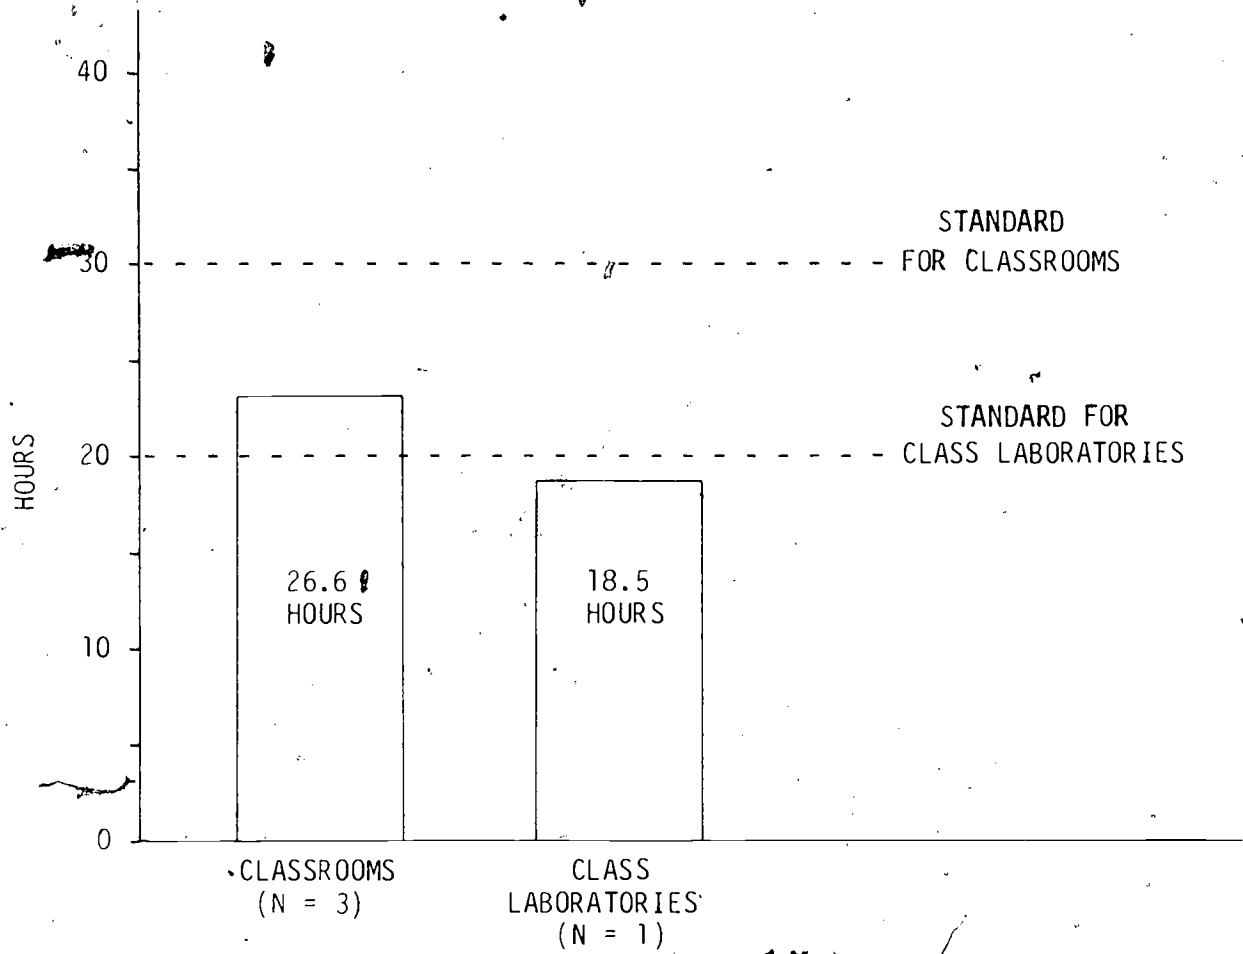 40
STANDARD
30
FOR CLASSROOMS
STANDARD FOR
20
CLASS LABORATORIES
HOURS
26.6
HOURS
18.5
HOURS
10
0
CLASSROOMS
(N = 3)
CLASS
LABORATORIES
(N = 1)